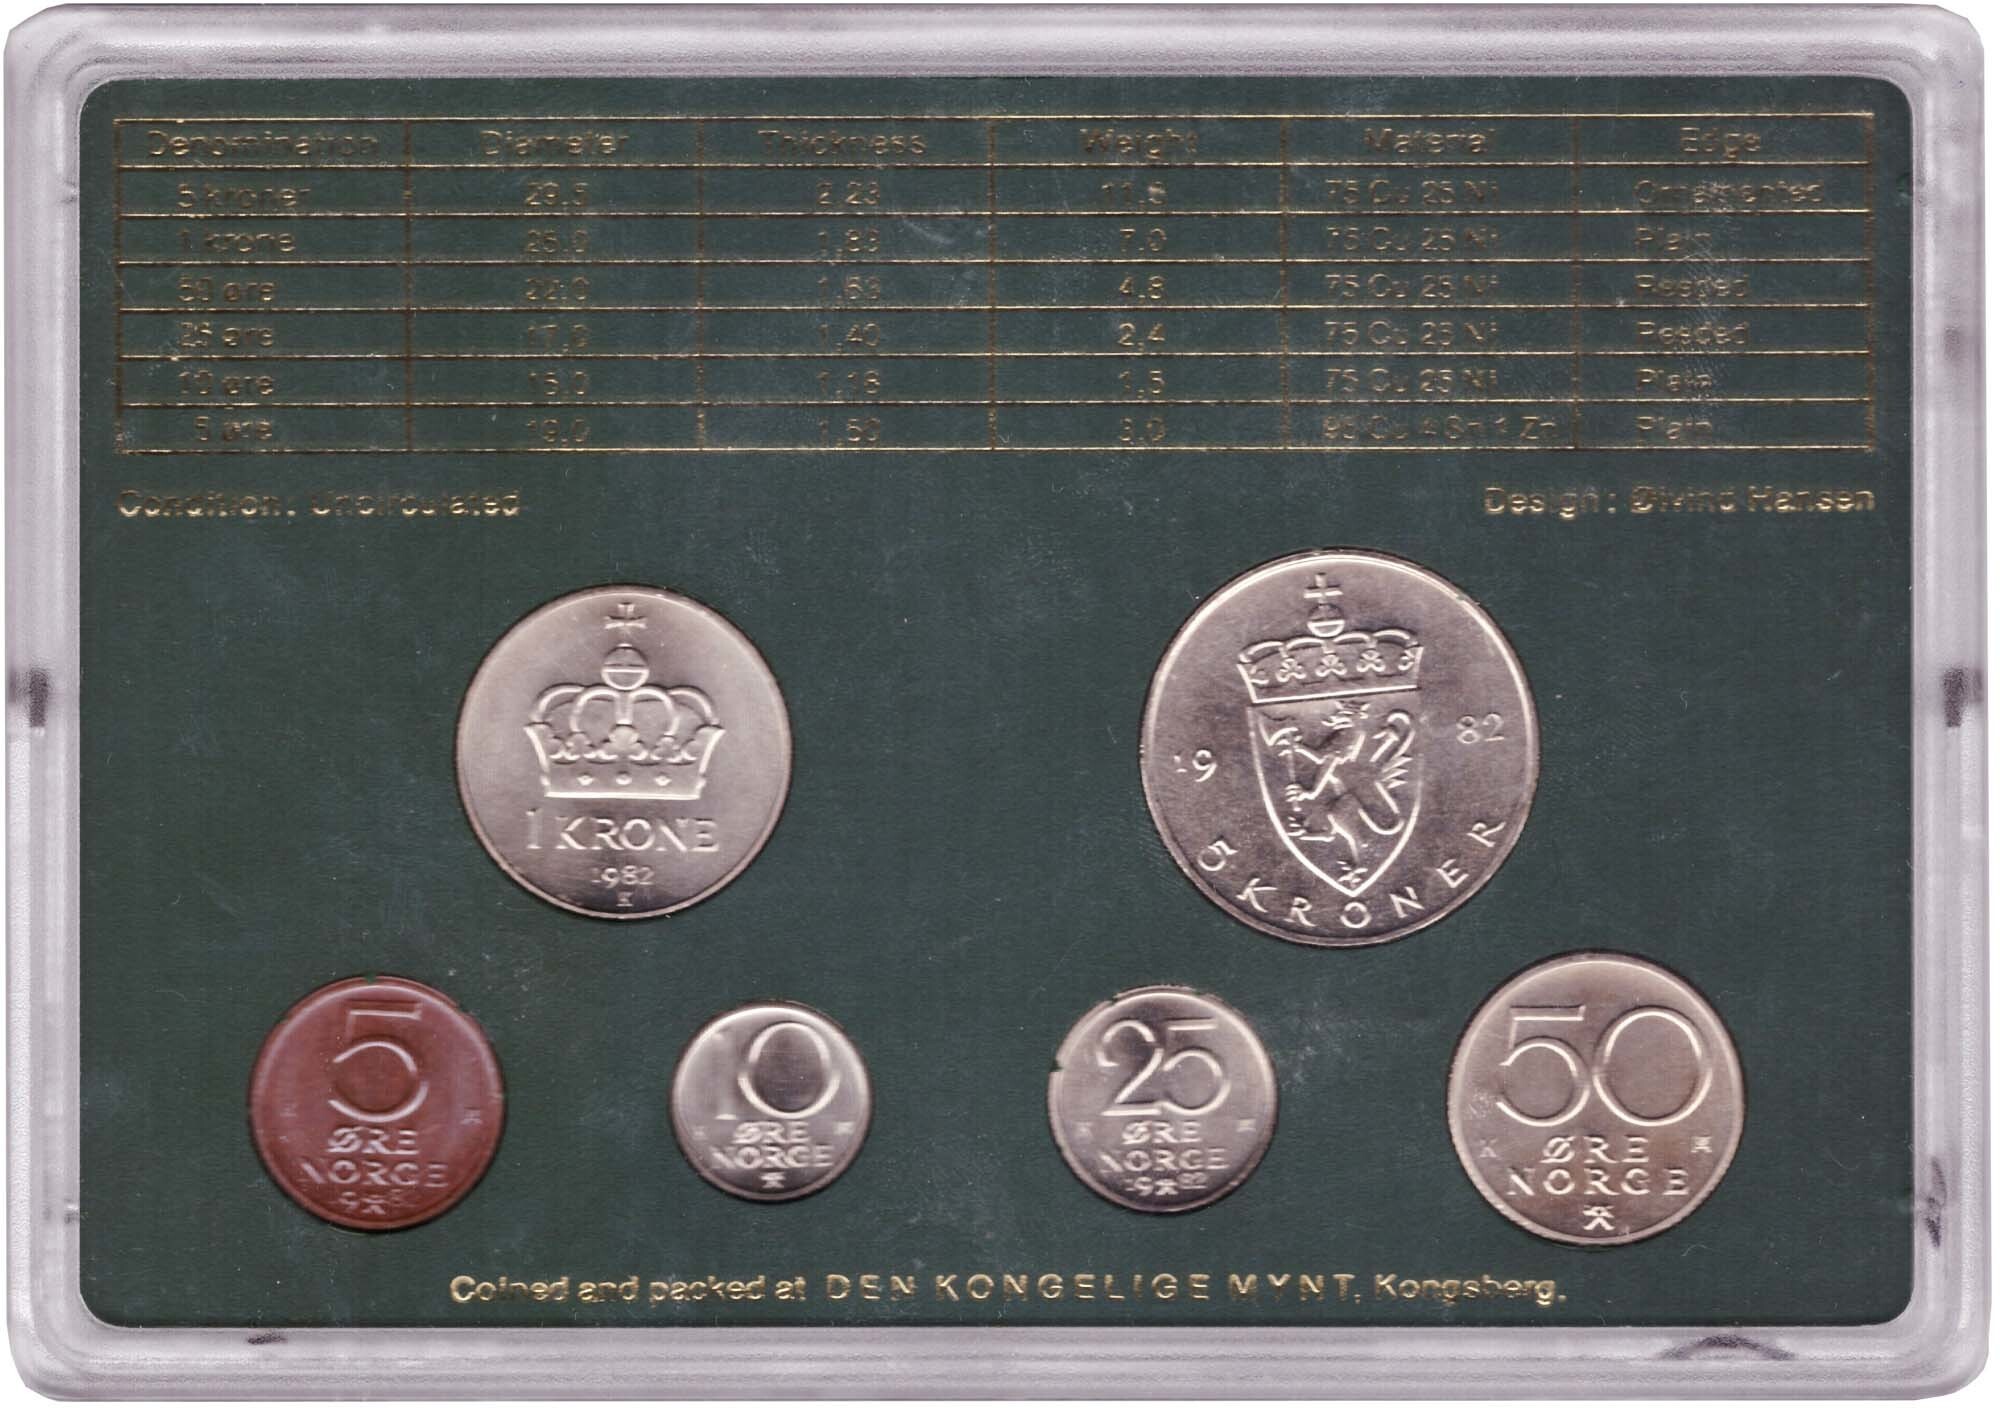 Denomination Diameter Thickness Weight Material Edge
5 kroner 29.5 2.23 11.5 75 Cu 25 Ni Ornamented
1 krone 25.0 1.83 7.0 75 Cu 25 Ni Plain
50 øre 22.0 1.53 4.8 75 Cu 25 Ni Reeded
25 øre 17.0 1.40 2.4 75 Cu 25 Ni Reeded
10 øre 15.0 1.18 1.5 75 Cu 25 Ni Plain
5 øre 19.0 1.50 3.0 95 Cu 4 Sn 1 Zn Plain
Condition: Uncirculated
Design: Øivind Hansen
1 KRONE
1982
K
19 82
5 KRONER
5
ØRE
NORGE
10
ØRE
NORGE
25
K
ØRE
NORGE
19 82
50
K
ØRE
NORGE
Coined and packed at DEN KONGELIGE MYNT, Kongsberg.